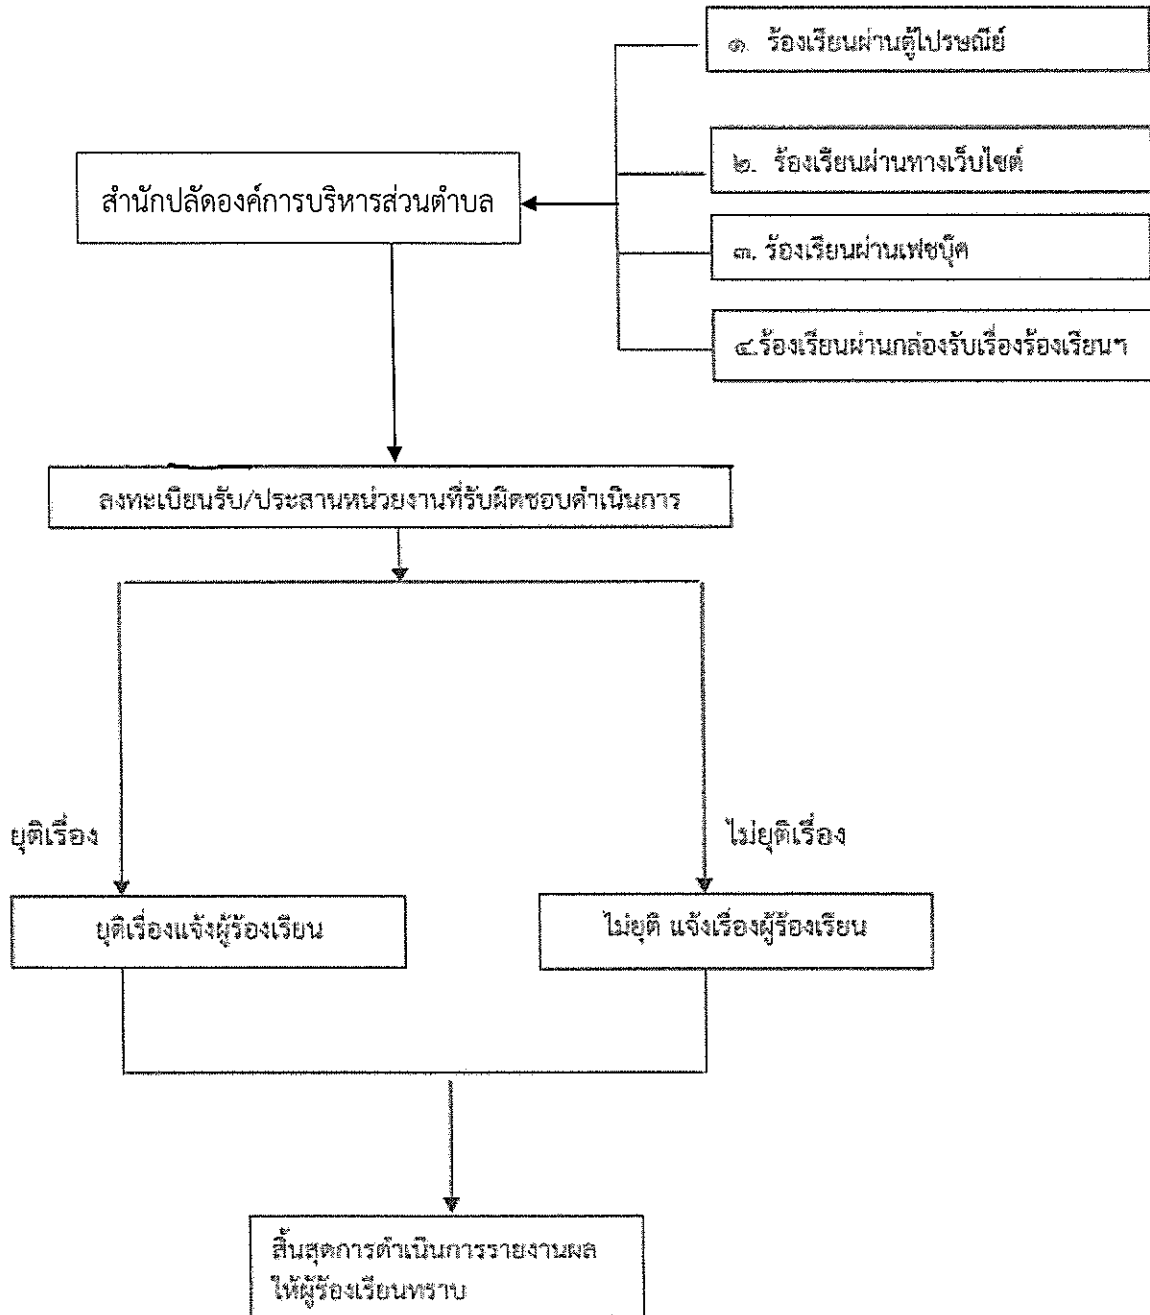 ๑. ร้องเรียนผ่านตู้ไปรษณีย์
๒. ร้องเรียนผ่านทางเว็บไซต์
สำนักปลัดองค์การบริหารส่วนตำบล
๓. ร้องเรียนผ่านเฟซบุ๊ค
๔.ร้องเรียนผ่านกล่องรับเรื่องร้องเรียนฯ
ลงทะเบียนรับ/ประสานหน่วยงานที่รับผิดชอบดำเนินการ
ยุติเรื่อง
ไม่ยุติเรื่อง
ยุติเรื่องแจ้งผู้ร้องเรียน
ไม่ยุติ แจ้งเรื่องผู้ร้องเรียน
สิ้นสุดการดำเนินการรายงานผล
ให้ผู้ร้องเรียนทราบ